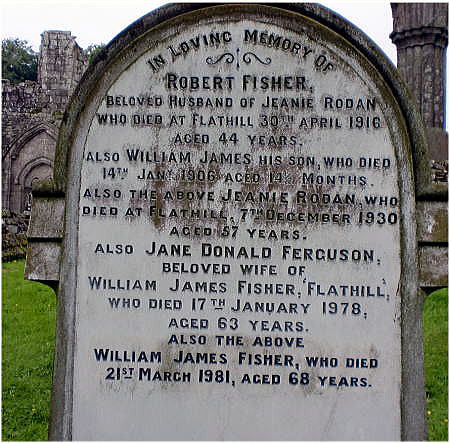 IN LOVING MEMORY OF
ROBERT FISHER,
BELOVED HUSBAND OF JEANIE RODAN
WHO DIED AT FLATHILL 30TH APRIL 1916
AGED 44 YEARS.
ALSO WILLIAM JAMES HIS SON, WHO DIED
14TH JANY 1906 AGED 14½ MONTHS.
ALSO THE ABOVE JEANIE RODAN, WHO
DIED AT FLATHILL, 7TH DECEMBER 1930
AGED 57 YEARS.
ALSO JANE DONALD FERGUSON,
BELOVED WIFE OF
WILLIAM JAMES FISHER, 'FLATHILL,'
WHO DIED 17TH JANUARY 1978,
AGED 63 YEARS.
ALSO THE ABOVE
WILLIAM JAMES FISHER, WHO DIED
21ST MARCH 1981, AGED 68 YEARS.